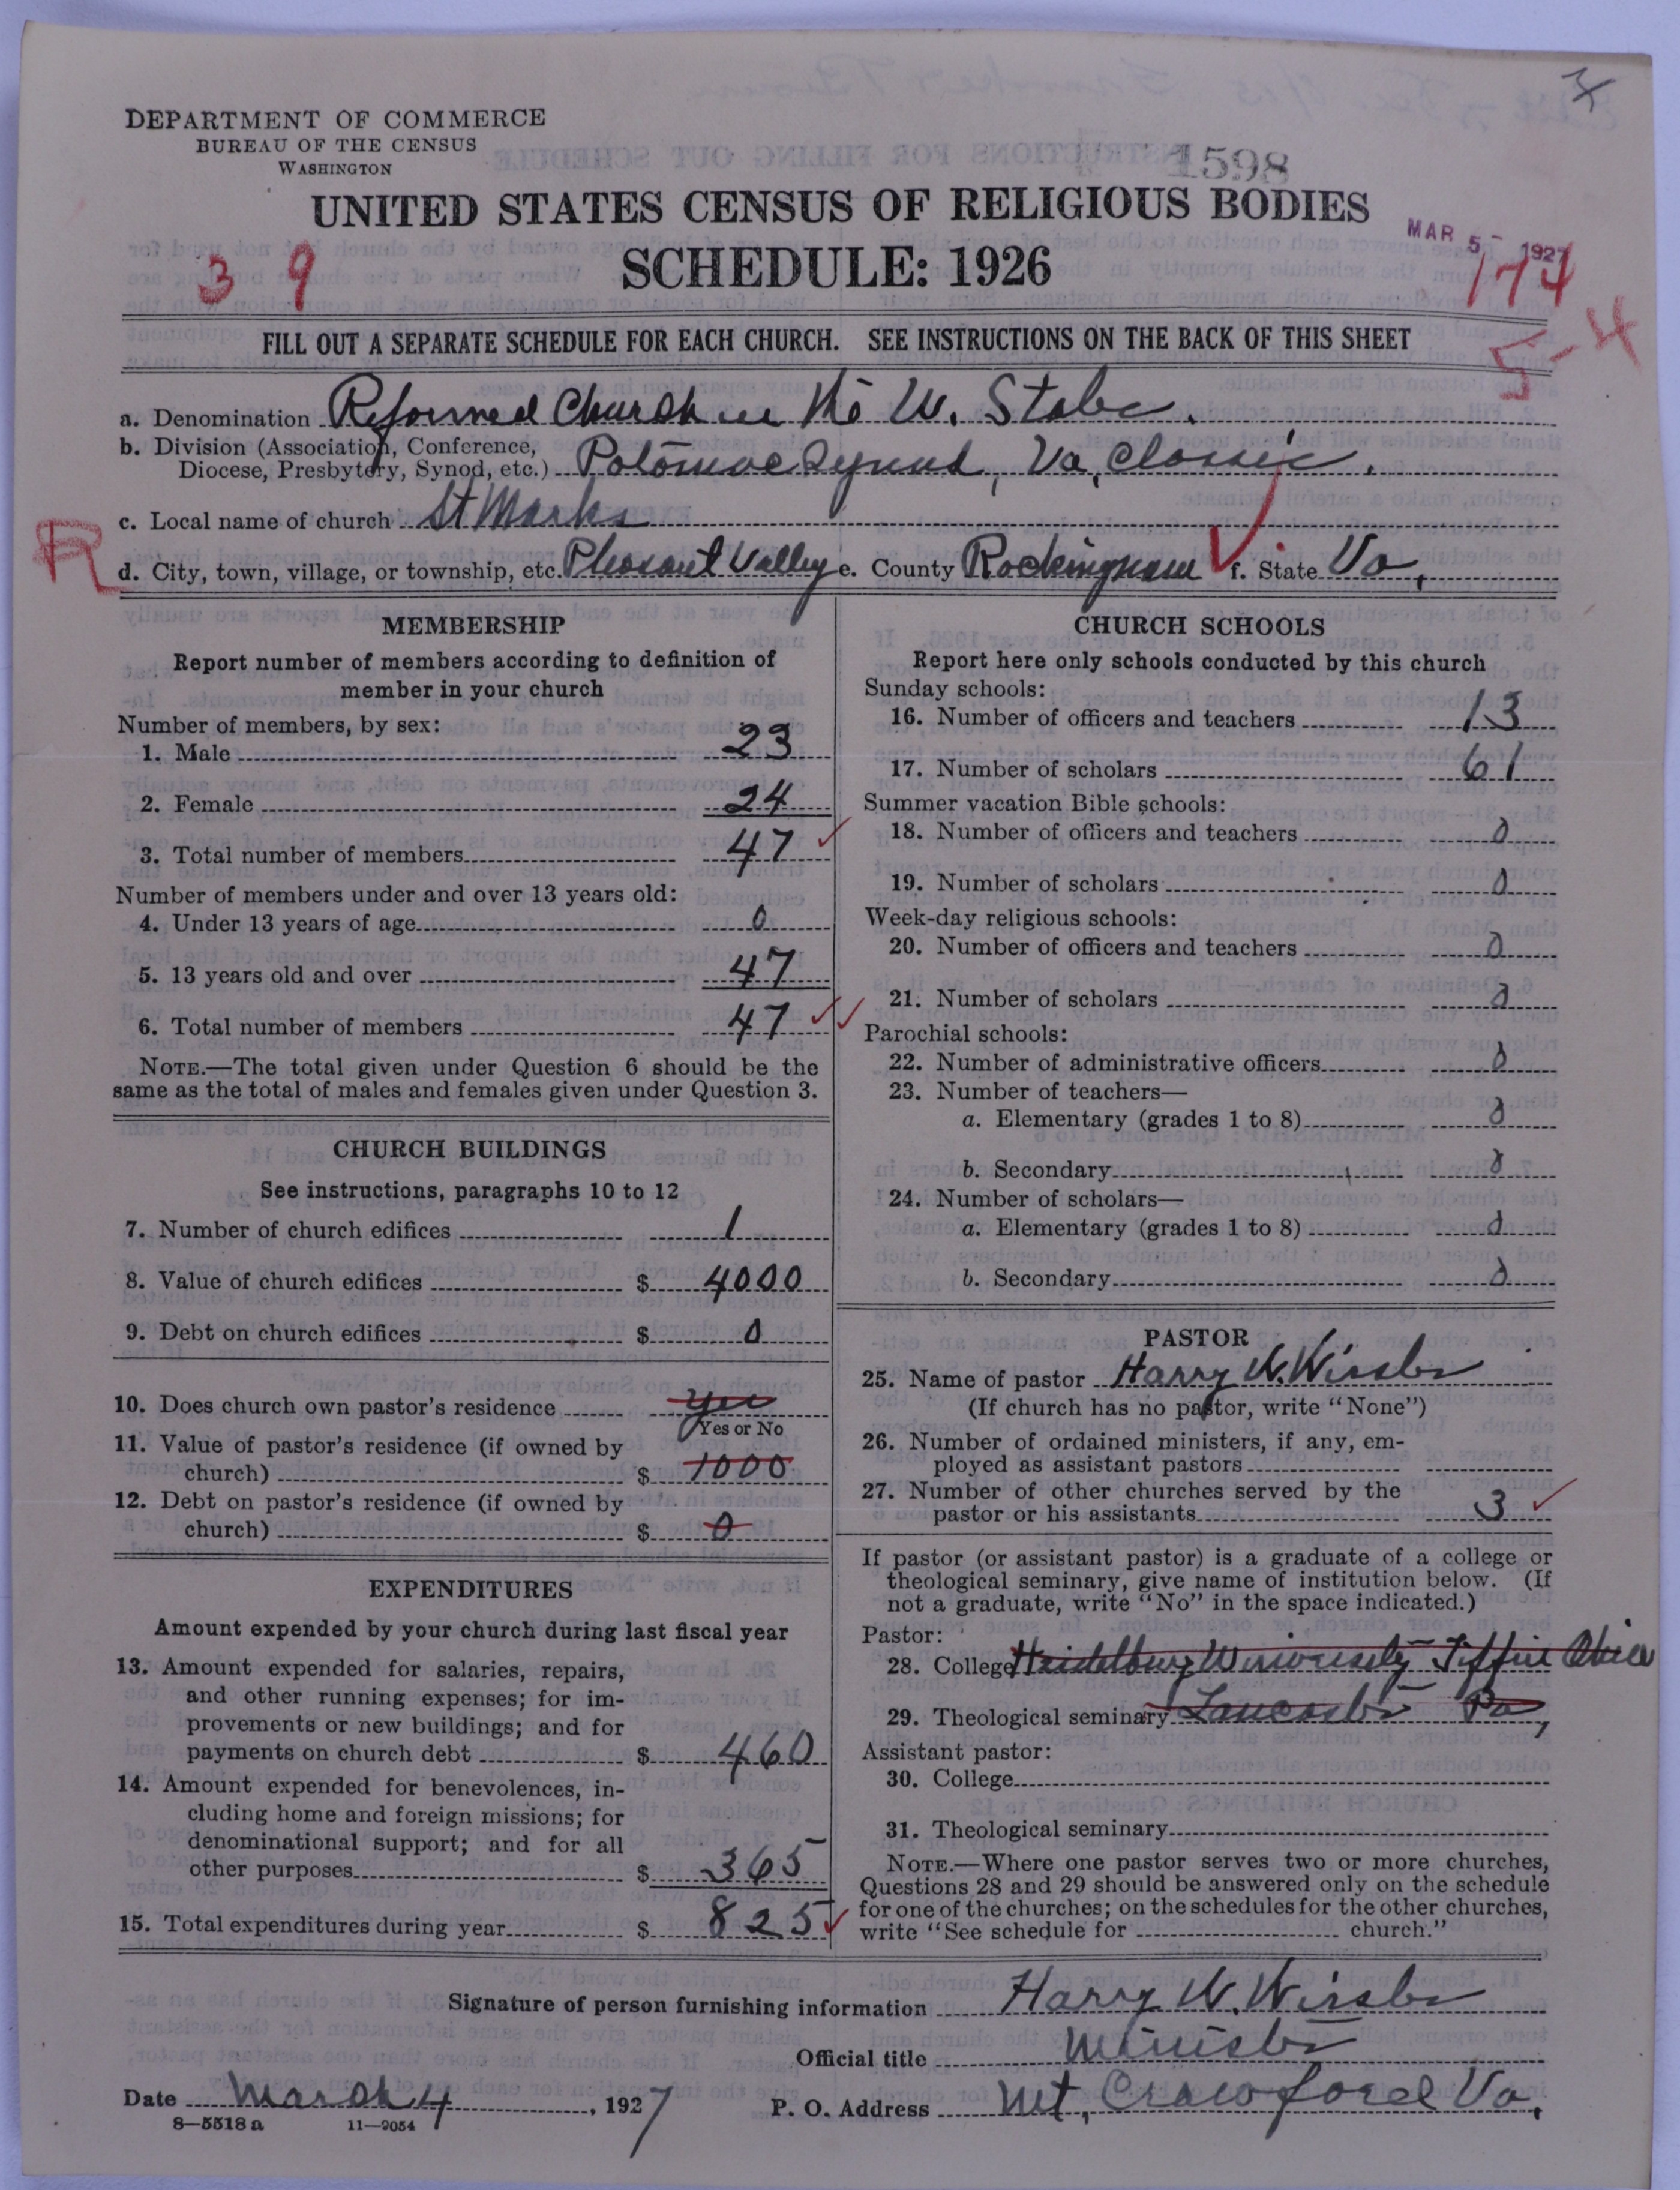 DEPARTMENT OF COMMERCE
BUREAU OF THE CENSUS
WASHINGTON
1598
UNITED STATES CENSUS OF RELIGIOUS BODIES
MAR 5 - 1927
SCHEDULE: 1926
3 9
174
5-4
FILL OUT A SEPARATE SCHEDULE FOR EACH CHURCH. SEE INSTRUCTIONS ON THE BACK OF THIS SHEET
a. Denomination Reformed Church in the U. States.
b. Division (Association, Conference,
Diocese, Presbytery, Synod, etc.) Potomac Synod, Va, Classis.
c. Local name of church St Marks
R
d. City, town, village, or township, etc. Pleasant Valley e. County Rockingham f. State Va,
MEMBERSHIP
Report number of members according to definition of
member in your church
Number of members, by sex:
1. Male 23
2. Female 24
3. Total number of members 47
Number of members under and over 13 years old:
4. Under 13 years of age 0
5. 13 years old and over 47
6. Total number of members 47
NOTE.—The total given under Question 6 should be the
same as the total of males and females given under Question 3.
CHURCH BUILDINGS
See instructions, paragraphs 10 to 12
7. Number of church edifices 1
8. Value of church edifices $ 4000
9. Debt on church edifices $ 0
10. Does church own pastor's residence yes
Yes or No
11. Value of pastor's residence (if owned by
church) $ 1000
12. Debt on pastor's residence (if owned by
church) $ 0
EXPENDITURES
Amount expended by your church during last fiscal year
13. Amount expended for salaries, repairs,
and other running expenses; for im-
provements or new buildings; and for
payments on church debt $ 460
14. Amount expended for benevolences, in-
cluding home and foreign missions; for
denominational support; and for all
other purposes $ 365
15. Total expenditures during year $ 825
CHURCH SCHOOLS
Report here only schools conducted by this church
Sunday schools:
16. Number of officers and teachers 13
17. Number of scholars 61
Summer vacation Bible schools:
18. Number of officers and teachers 0
19. Number of scholars 0
Week-day religious schools:
20. Number of officers and teachers 0
21. Number of scholars 0
Parochial schools:
22. Number of administrative officers 0
23. Number of teachers—
a. Elementary (grades 1 to 8) 0
b. Secondary 0
24. Number of scholars—
a. Elementary (grades 1 to 8) 0
b. Secondary 0
PASTOR
25. Name of pastor Harry W. Wissler
(If church has no pastor, write "None")
26. Number of ordained ministers, if any, em-
ployed as assistant pastors
27. Number of other churches served by the
pastor or his assistants 3
If pastor (or assistant pastor) is a graduate of a college or
theological seminary, give name of institution below. (If
not a graduate, write "No" in the space indicated.)
Pastor:
28. College Heidelburg University Tiffin Ohio
29. Theological seminary Lancaster Pa,
Assistant pastor:
30. College
31. Theological seminary
NOTE.—Where one pastor serves two or more churches,
Questions 28 and 29 should be answered only on the schedule
for one of the churches; on the schedules for the other churches,
write "See schedule for church."
Signature of person furnishing information Harry W. Wissler
Official title Minister
Date March 4, 1927
P. O. Address Mt, Crawford Va,
8—5518 a 11—2054